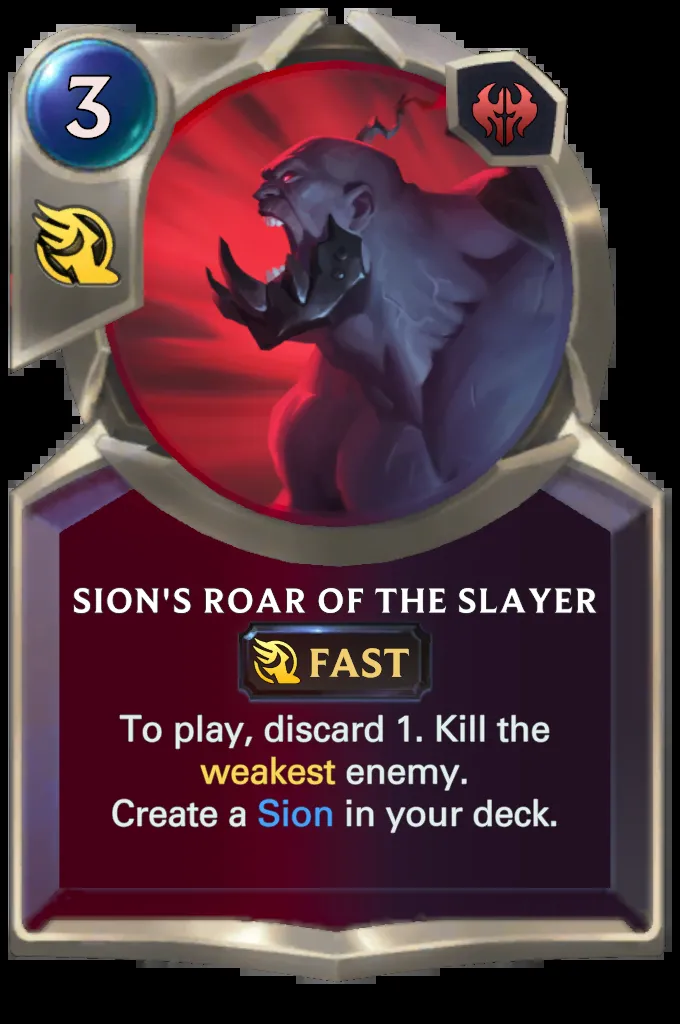 3
SION'S ROAR OF THE SLAYER
FAST
To play, discard 1. Kill the
weakest enemy.
Create a Sion in your deck.